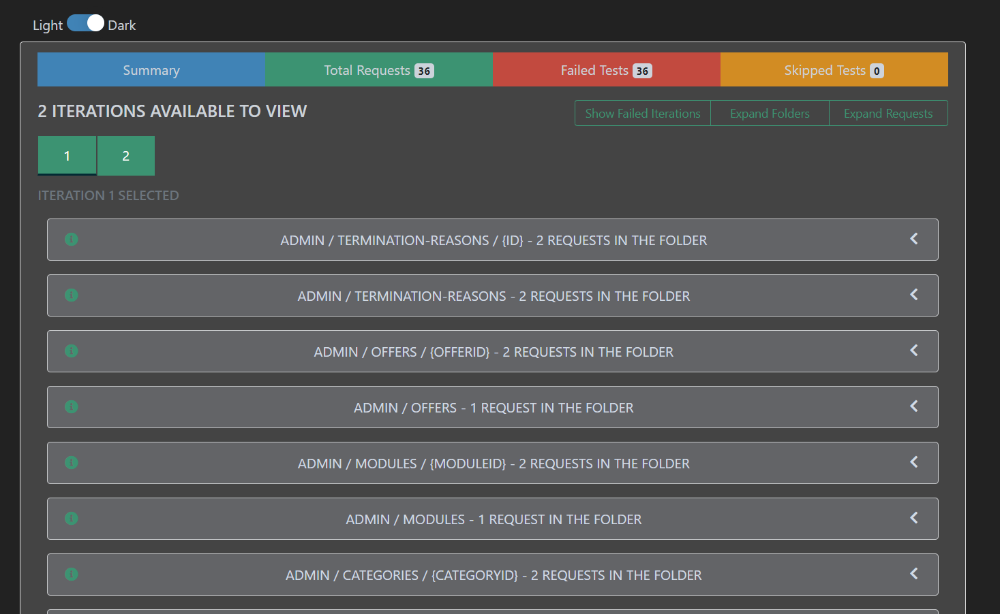 Light Dark
Summary
Total Requests 36
Failed Tests 36
Skipped Tests 0
2 ITERATIONS AVAILABLE TO VIEW
Show Failed Iterations
Expand Folders
Expand Requests
1
2
ITERATION 1 SELECTED
ADMIN / TERMINATION-REASONS / {ID} - 2 REQUESTS IN THE FOLDER
ADMIN / TERMINATION-REASONS - 2 REQUESTS IN THE FOLDER
ADMIN / OFFERS / {OFFERID} - 2 REQUESTS IN THE FOLDER
ADMIN / OFFERS - 1 REQUEST IN THE FOLDER
ADMIN / MODULES / {MODULEID} - 2 REQUESTS IN THE FOLDER
ADMIN / MODULES - 1 REQUEST IN THE FOLDER
ADMIN / CATEGORIES / {CATEGORYID} - 2 REQUESTS IN THE FOLDER